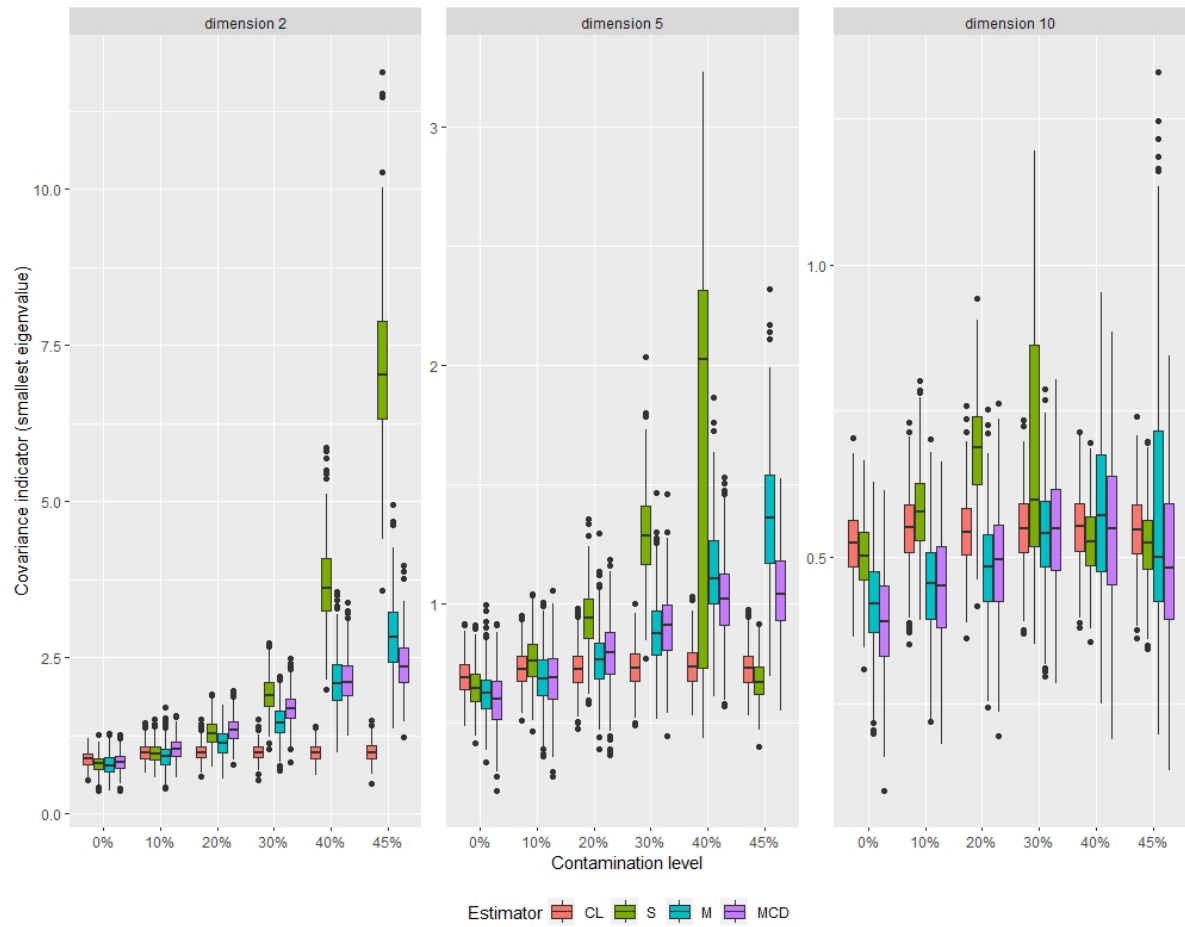 dimension 2 dimension 5 dimension 10
Covariance indicator (smallest eigenvalue)
10.0
7.5
5.0
2.5
0.0
3
2
1
1.0
0.5
0% 10% 20% 30% 40% 45% 0% 10% 20% 30% 40% 45% 0% 10% 20% 30% 40% 45%
Contamination level
Estimator CL S M MCD